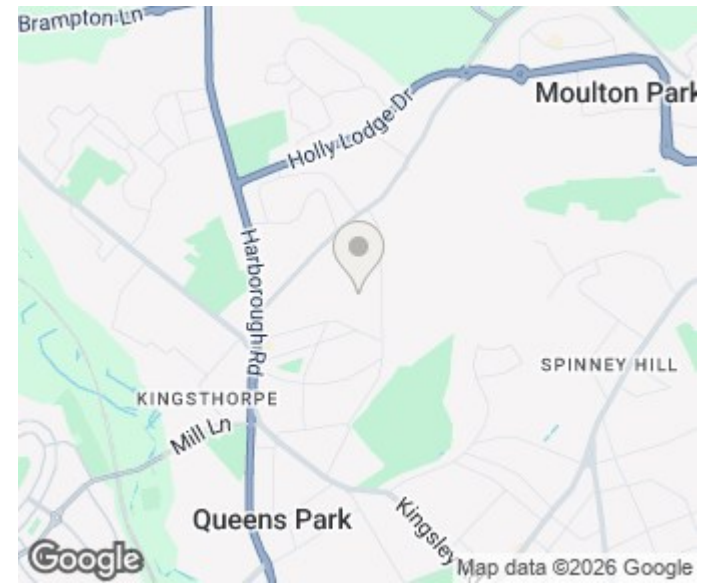 Brampton Ln
Moulton Park
Holly Lodge Dr
Harborough Rd
SPINNEY HILL
KINGSTHORPE
Mill Ln
Queens Park
Kingsley
Google
Map data ©2026 Google